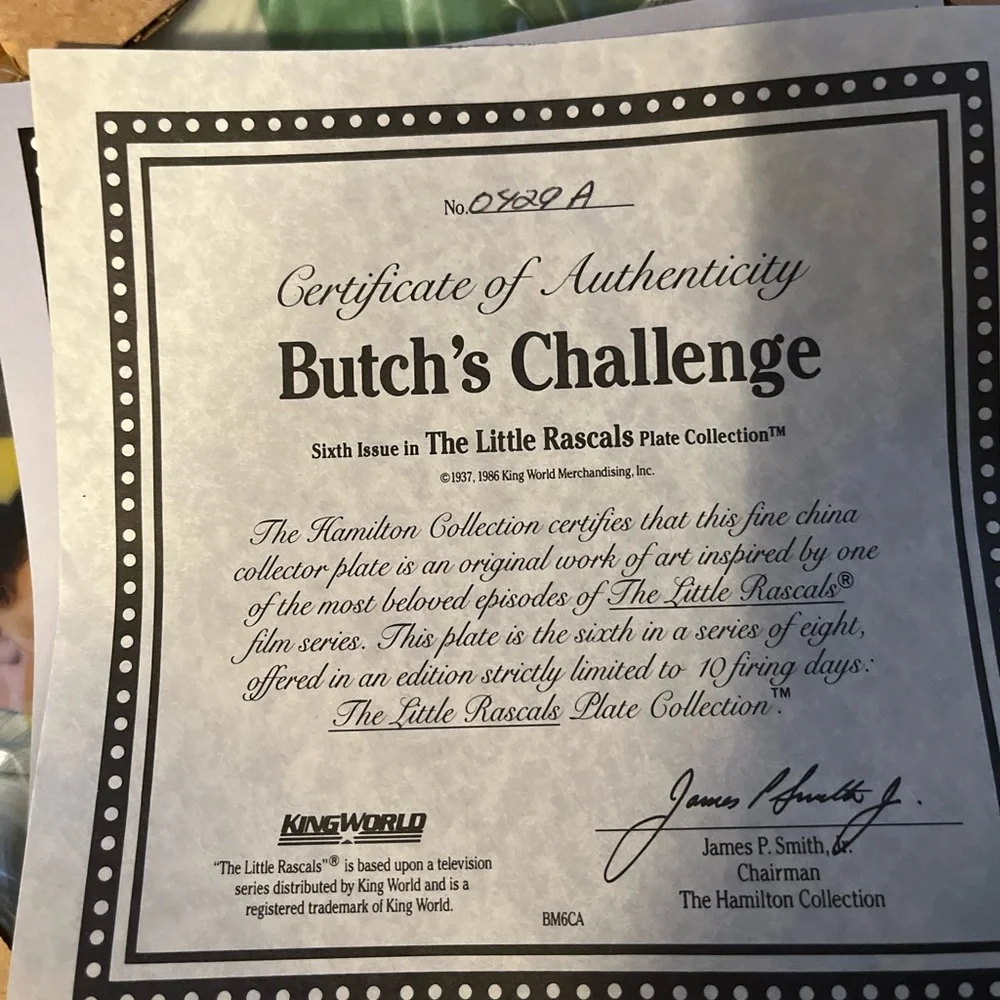 No. 0429 A
Certificate of Authenticity
Butch's Challenge
Sixth Issue in The Little Rascals Plate Collection™
©1937, 1986 King World Merchandising, Inc.
The Hamilton Collection certifies that this fine china
collector plate is an original work of art inspired by one
of the most beloved episodes of The Little Rascals®
film series. This plate is the sixth in a series of eight,
offered in an edition strictly limited to 10 firing days:
The Little Rascals Plate Collection™.
James P Smith Jr.
KINGWORLD
"The Little Rascals"® is based upon a television
series distributed by King World and is a
registered trademark of King World.
BM6CA
James P. Smith, Jr.
Chairman
The Hamilton Collection